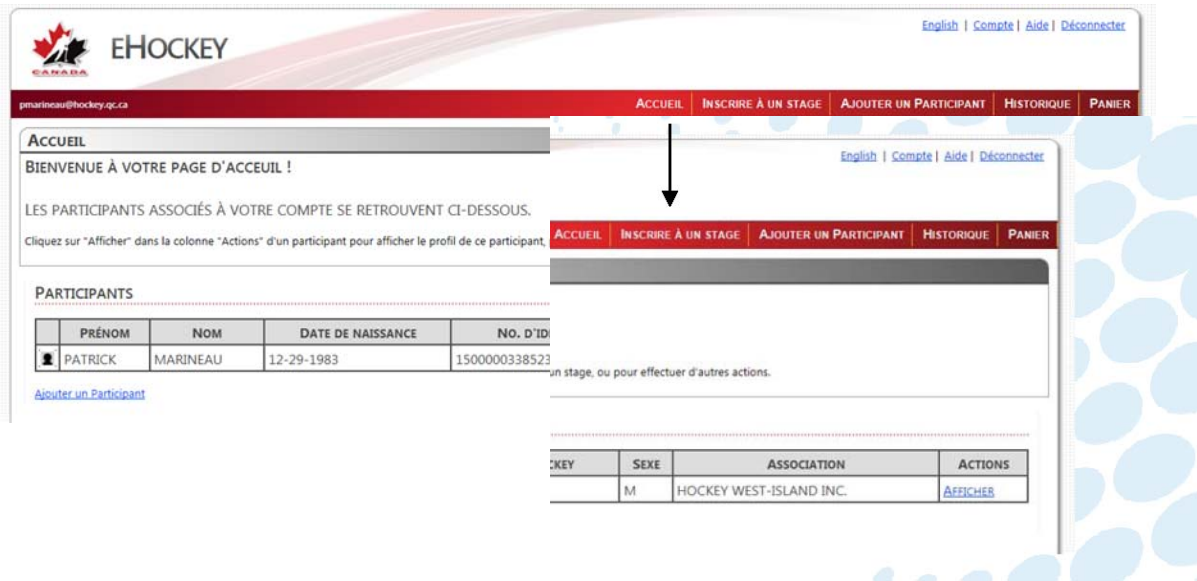 CANADA
EHOCKEY
English | Compte | Aide | Déconnecter
pmarineau@hockey.qc.ca
ACCUEIL | INSCRIRE À UN STAGE | AJOUTER UN PARTICIPANT | HISTORIQUE | PANIER
ACCUEIL
BIENVENUE À VOTRE PAGE D'ACCEUIL !
LES PARTICIPANTS ASSOCIÉS À VOTRE COMPTE SE RETROUVENT CI-DESSOUS.
Cliquez sur "Afficher" dans la colonne "Actions" d'un participant pour afficher le profil de ce participant,
PARTICIPANTS
PRÉNOM NOM DATE DE NAISSANCE NO. D'ID
PATRICK MARINEAU 12-29-1983 1500000338523
Ajouter un Participant
English | Compte | Aide | Déconnecter
ACCUEIL | INSCRIRE À UN STAGE | AJOUTER UN PARTICIPANT | HISTORIQUE | PANIER
un stage, ou pour effectuer d'autres actions.
CKEY SEXE ASSOCIATION ACTIONS
M HOCKEY WEST-ISLAND INC. AFFICHER